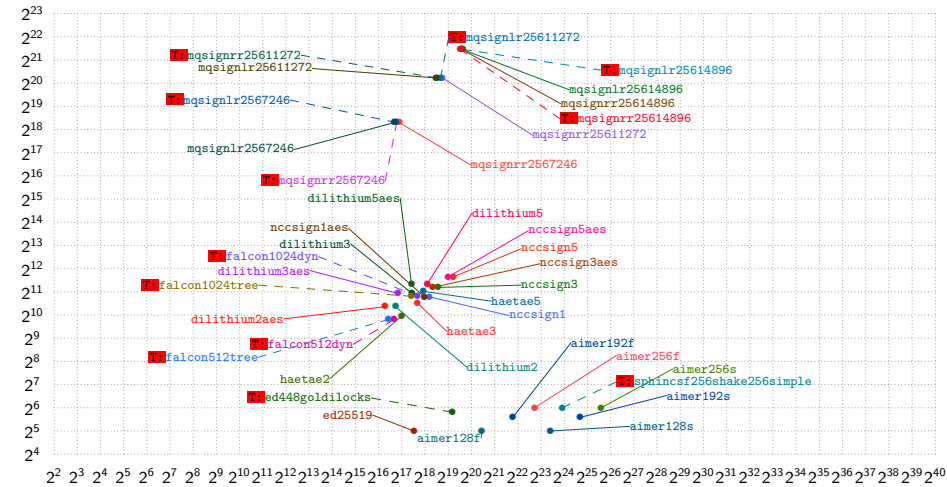 2^23
2^22
2^21
2^20
2^19
2^18
2^17
2^16
2^15
2^14
2^13
2^12
2^11
2^10
2^9
2^8
2^7
2^6
2^5
2^4
T:mqsignlr25611272
T:mqsignrr25611272
mqsignrr25611272
T:mqsignlr25614896
mqsignlr25614896
T:mqsignlr2567246
mqsignrr25614896
T:mqsignrr25614896
mqsignrr25611272
mqsignlr2567246
mqsignrr2567246
T:mqsignrr2567246
dilithium5aes
dilithium5
nccsign1aes
nccsign5aes
dilithium3
nccsign5
T:falcon1024dyn
nccsign3aes
dilithium3aes
T:falcon1024tree
nccsign3
haetae5
nccsign1
dilithium2aes
haetae3
T:falcon512dyn
aimer192f
T:falcon512tree
aimer256f
dilithium2
aimer256s
haetae2
T:sphincsf256shake256simple
T:ed448goldilocks
aimer192s
ed25519
aimer128s
aimer128f
2^2 2^3 2^4 2^5 2^6 2^7 2^8 2^9 2^10 2^11 2^12 2^13 2^14 2^15 2^16 2^17 2^18 2^19 2^20 2^21 2^22 2^23 2^24 2^25 2^26 2^27 2^28 2^29 2^30 2^31 2^32 2^33 2^34 2^35 2^36 2^37 2^38 2^39 2^40